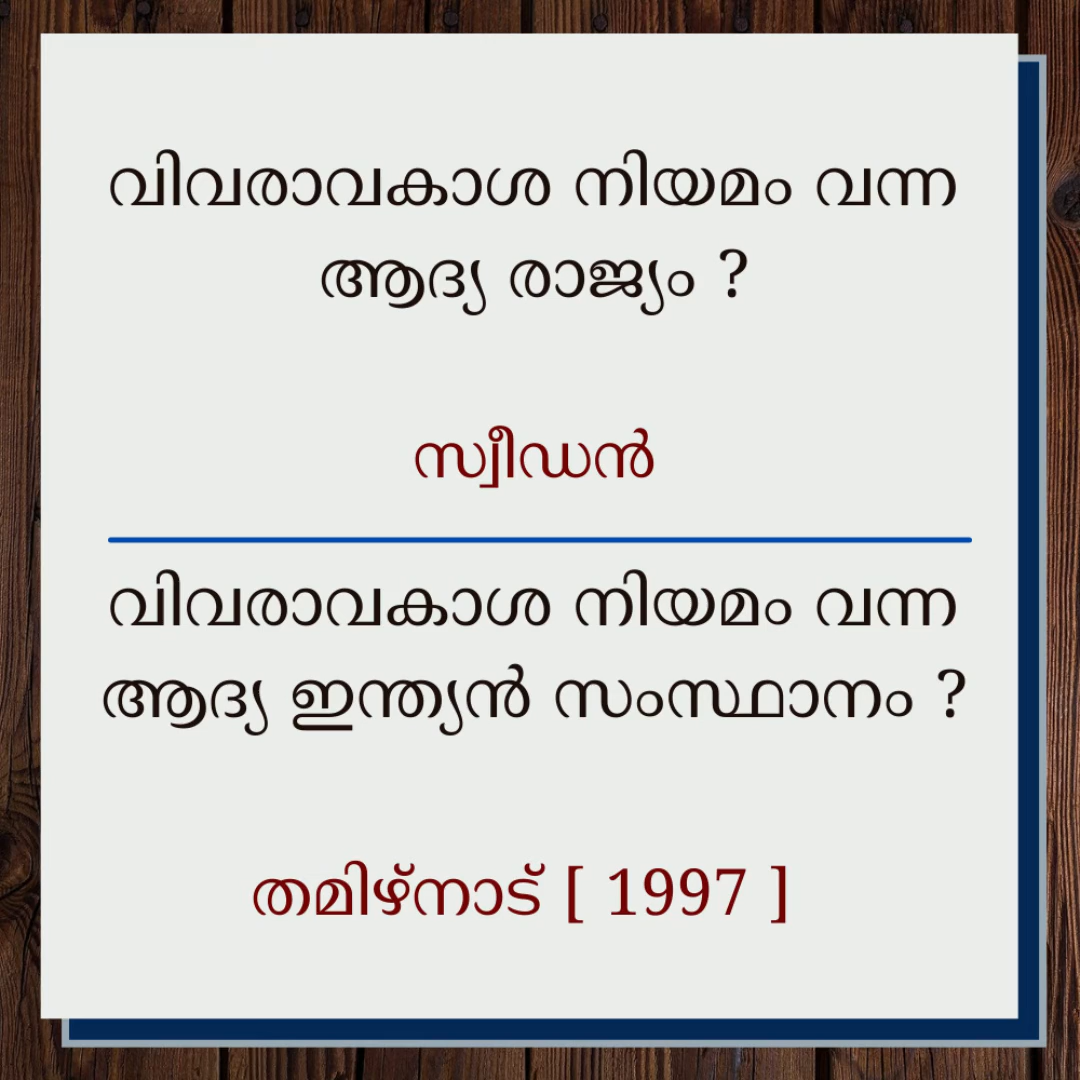 വിവരാവകാശ നിയമം വന്ന
ആദ്യ രാജ്യം ?
സ്വീഡൻ
വിവരാവകാശ നിയമം വന്ന
ആദ്യ ഇന്ത്യൻ സംസ്ഥാനം ?
തമിഴ്നാട് [ 1997 ]